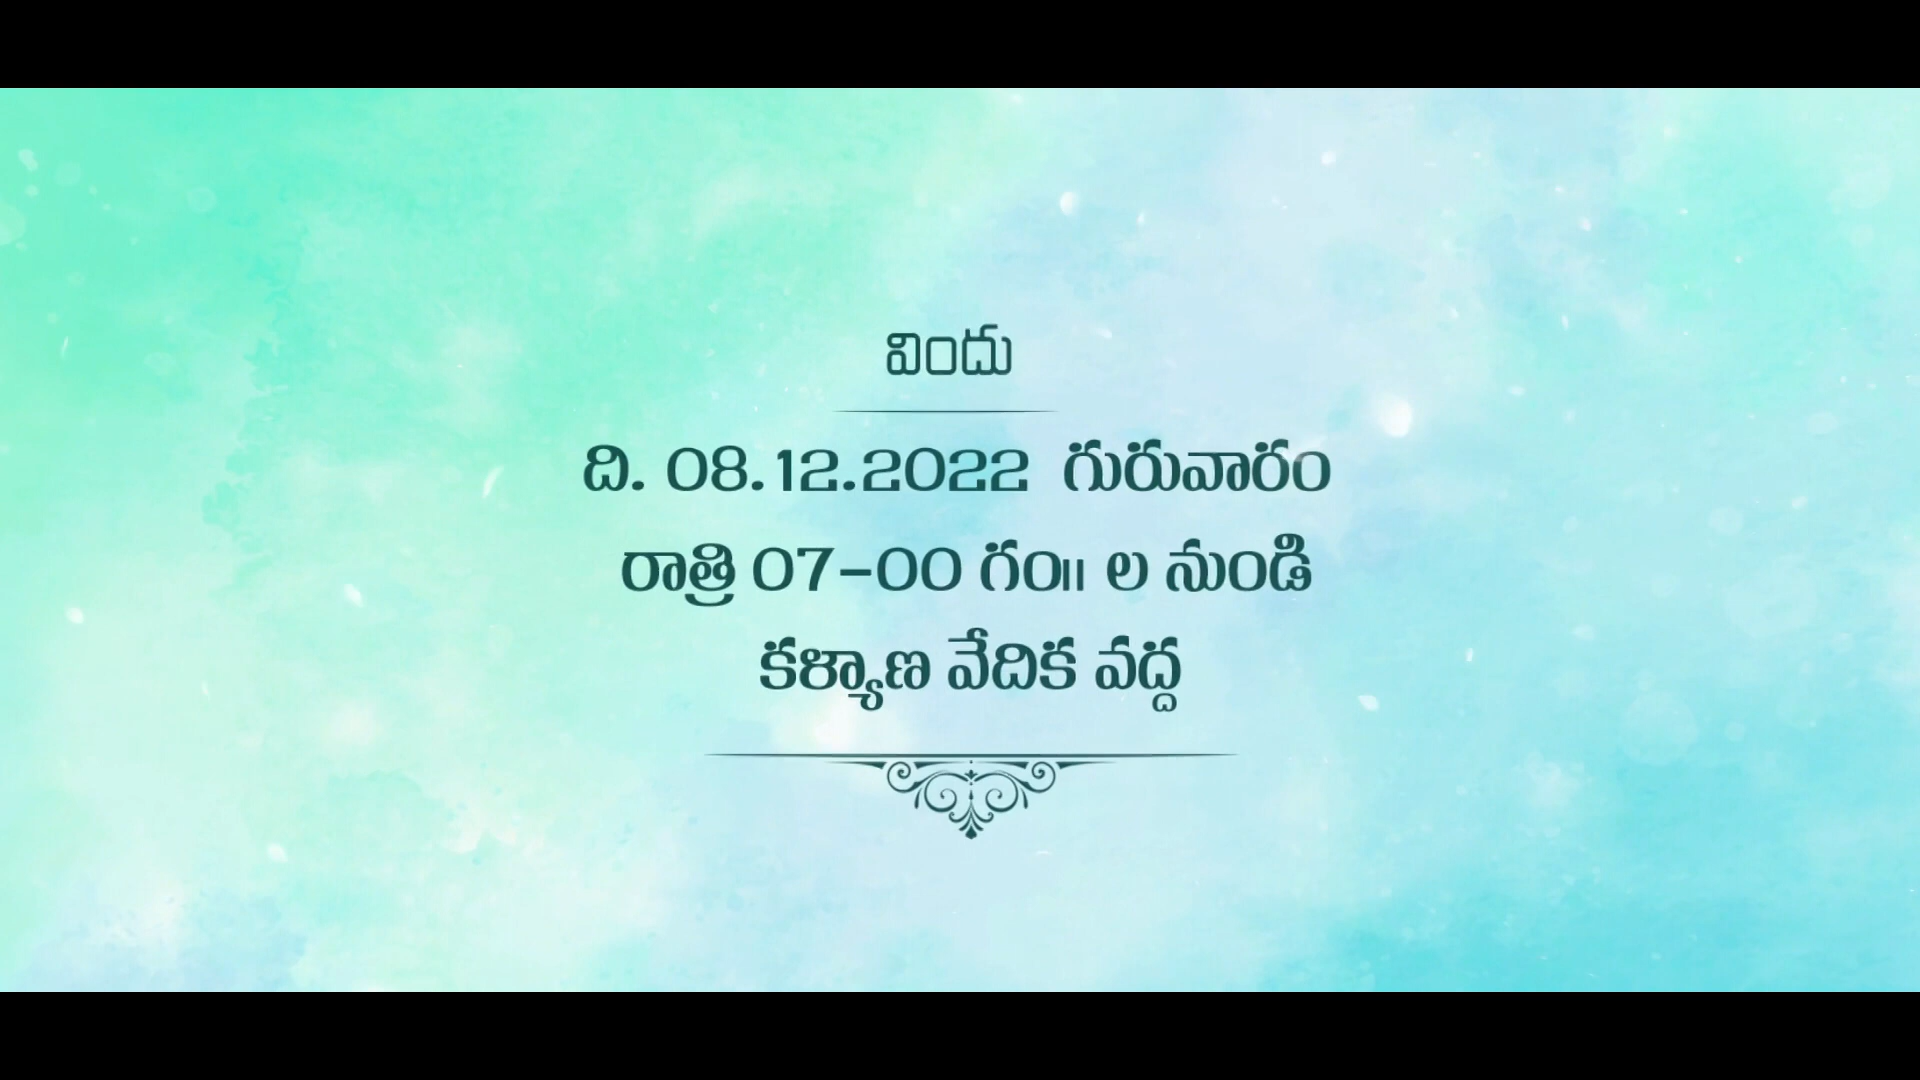 విందు
ది. 08.12.2022 గురువారం
రాత్రి 07-00 గం॥ ల నుండి
కళ్యాణ వేదిక వద్ద